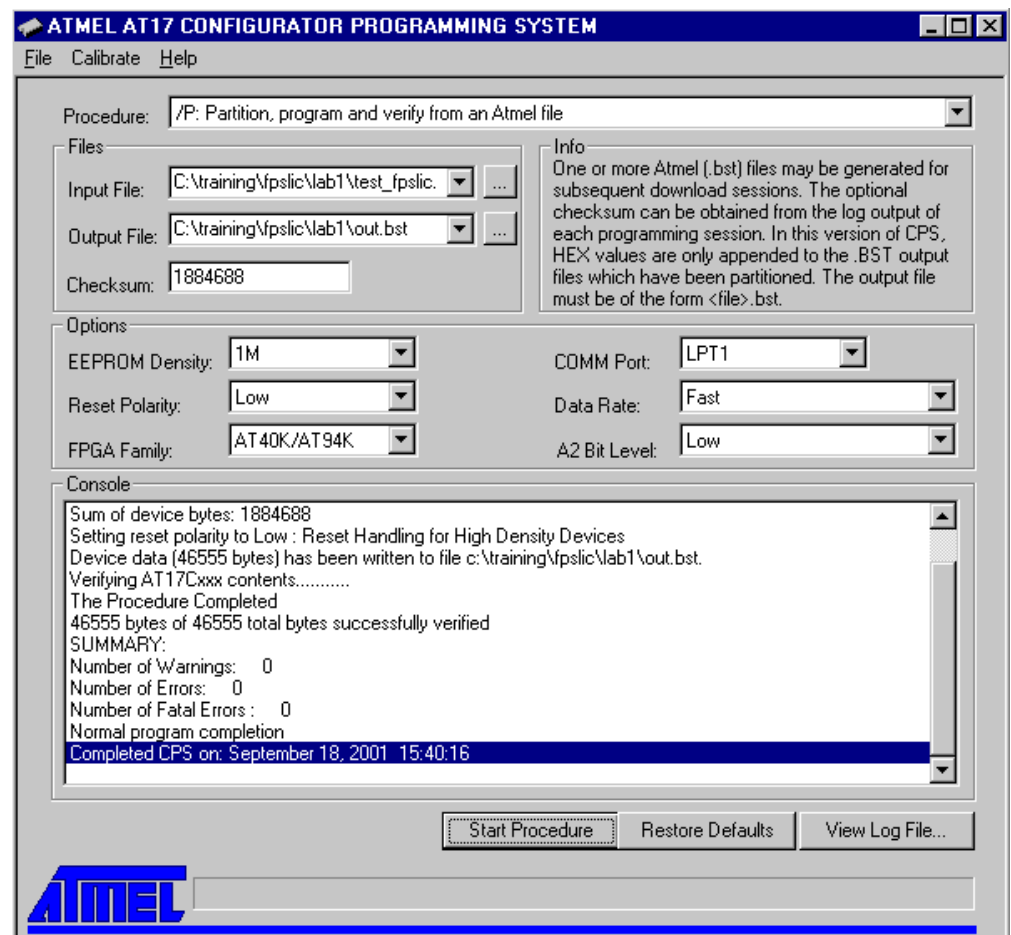 ATMEL AT17 CONFIGURATOR PROGRAMMING SYSTEM
File Calibrate Help
Procedure: /P: Partition, program and verify from an Atmel file
Files
Input File: C:\training\fpslic\lab1\test_fpslic. ...
Output File: C:\training\fpslic\lab1\out.bst ...
Checksum: 1884688
Info
One or more Atmel (.bst) files may be generated for
subsequent download sessions. The optional
checksum can be obtained from the log output of
each programming session. In this version of CPS,
HEX values are only appended to the .BST output
files which have been partitioned. The output file
must be of the form <file>.bst.
Options
EEPROM Density: 1M
COMM Port: LPT1
Reset Polarity: Low
Data Rate: Fast
FPGA Family: AT40K/AT94K
A2 Bit Level: Low
Console
Sum of device bytes: 1884688
Setting reset polarity to Low : Reset Handling for High Density Devices
Device data (46555 bytes) has been written to file c:\training\fpslic\lab1\out.bst.
Verifying AT17Cxxx contents...........
The Procedure Completed
46555 bytes of 46555 total bytes successfully verified
SUMMARY:
Number of Warnings: 0
Number of Errors: 0
Number of Fatal Errors : 0
Normal program completion
Completed CPS on: September 18, 2001 15:40:16
Start Procedure Restore Defaults View Log File...
ATMEL